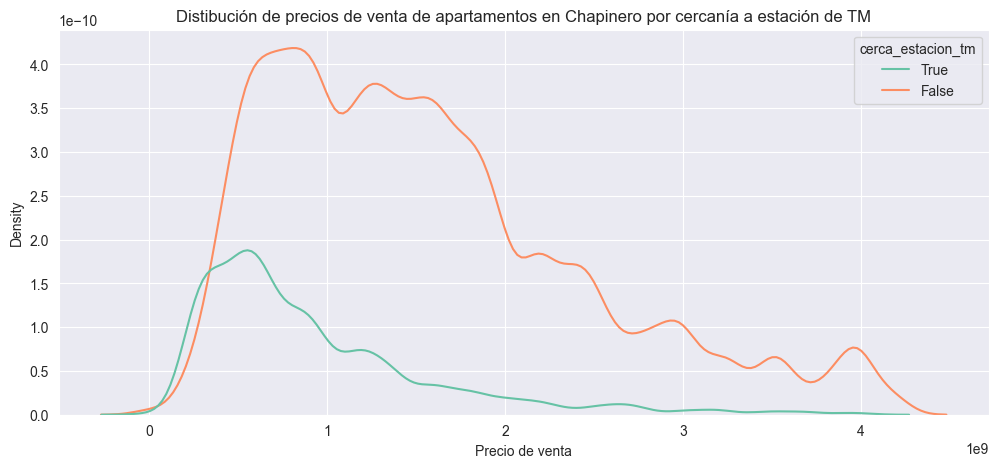 Distibución de precios de venta de apartamentos en Chapinero por cercanía a estación de TM
1e−10
cerca_estacion_tm
True
False
4.0
3.5
3.0
2.5
2.0
1.5
1.0
0.5
0.0
Density
0
1
2
3
4
1e9
Precio de venta